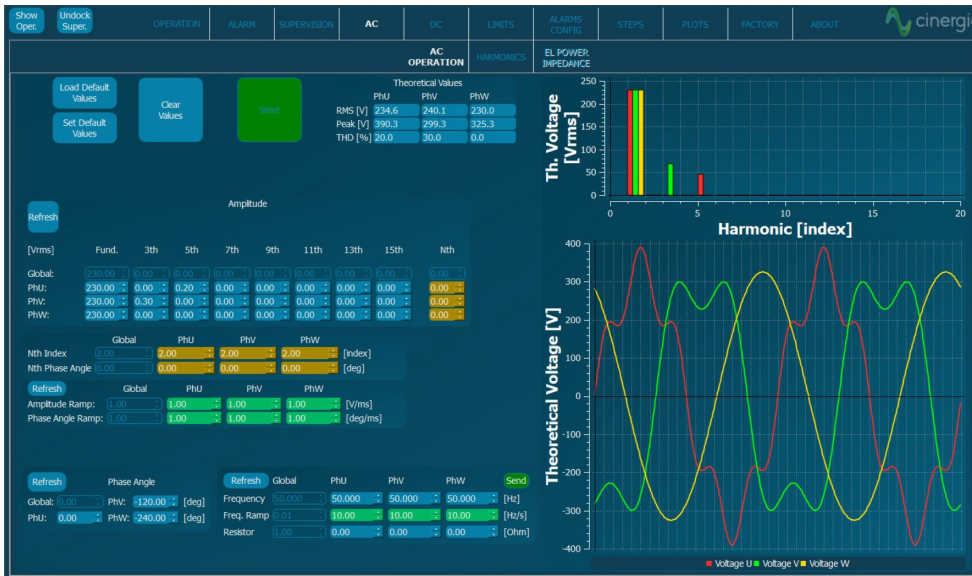 Show Oper.
Undock Super.
OPERATION ALARM SUPERVISION AC DC LIMITS ALARMS CONFIG STEPS PLOTS FACTORY ABOUT
cinergia
AC OPERATION HARMONICS EL POWER IMPEDANCE
Load Default Values
Set Default Values
Clear Values
Send
Theoretical Values
PhU PhV PhW
RMS [V] 234.6 240.1 230.0
Peak [V] 390.3 299.3 325.3
THD [%] 20.0 30.0 0.0
Th. Voltage [Vrms]
250
200
150
100
50
0
0 5 10 15 20
Harmonic [index]
Refresh
Amplitude
[Vrms] Fund. 3th 5th 7th 9th 11th 13th 15th Nth
Global: 230.00 0.00 0.00 0.00 0.00 0.00 0.00 0.00 0.00
PhU: 230.00 0.00 0.20 0.00 0.00 0.00 0.00 0.00 0.00
PhV: 230.00 0.30 0.00 0.00 0.00 0.00 0.00 0.00 0.00
PhW: 230.00 0.00 0.00 0.00 0.00 0.00 0.00 0.00 0.00
Global PhU PhV PhW
Nth Index 2.00 2.00 2.00 2.00 [index]
Nth Phase Angle 0.00 0.00 0.00 0.00 [deg]
Refresh Global PhU PhV PhW
Amplitude Ramp: 1.00 1.00 1.00 1.00 [V/ms]
Phase Angle Ramp: 1.00 1.00 1.00 1.00 [deg/ms]
Refresh Phase Angle
Global: 0.00 PhV: -120.00 [deg]
PhU: 0.00 PhW: -240.00 [deg]
Refresh Global PhU PhV PhW Send
Frequency 50.000 50.000 50.000 50.000 [Hz]
Freq. Ramp 0.01 10.00 10.00 10.00 [Hz/s]
Resistor 1.00 0.00 0.00 0.00 [Ohm]
Theoretical Voltage [V]
400
300
200
100
0
-100
-200
-300
-400
Voltage U Voltage V Voltage W